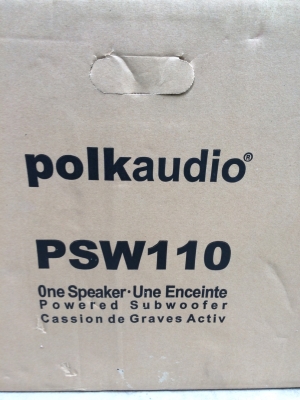 polkaudio®
PSW110
One Speaker·Une Enceinte
Powered Subwoofer
Cassion de Graves Activ